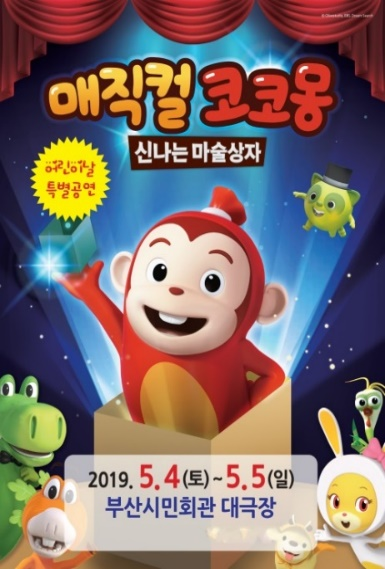 매직컬 코코몽
신나는 마술상자
어린이날
특별공연
2019. 5.4(토)~5.5(일)
부산시민회관 대극장